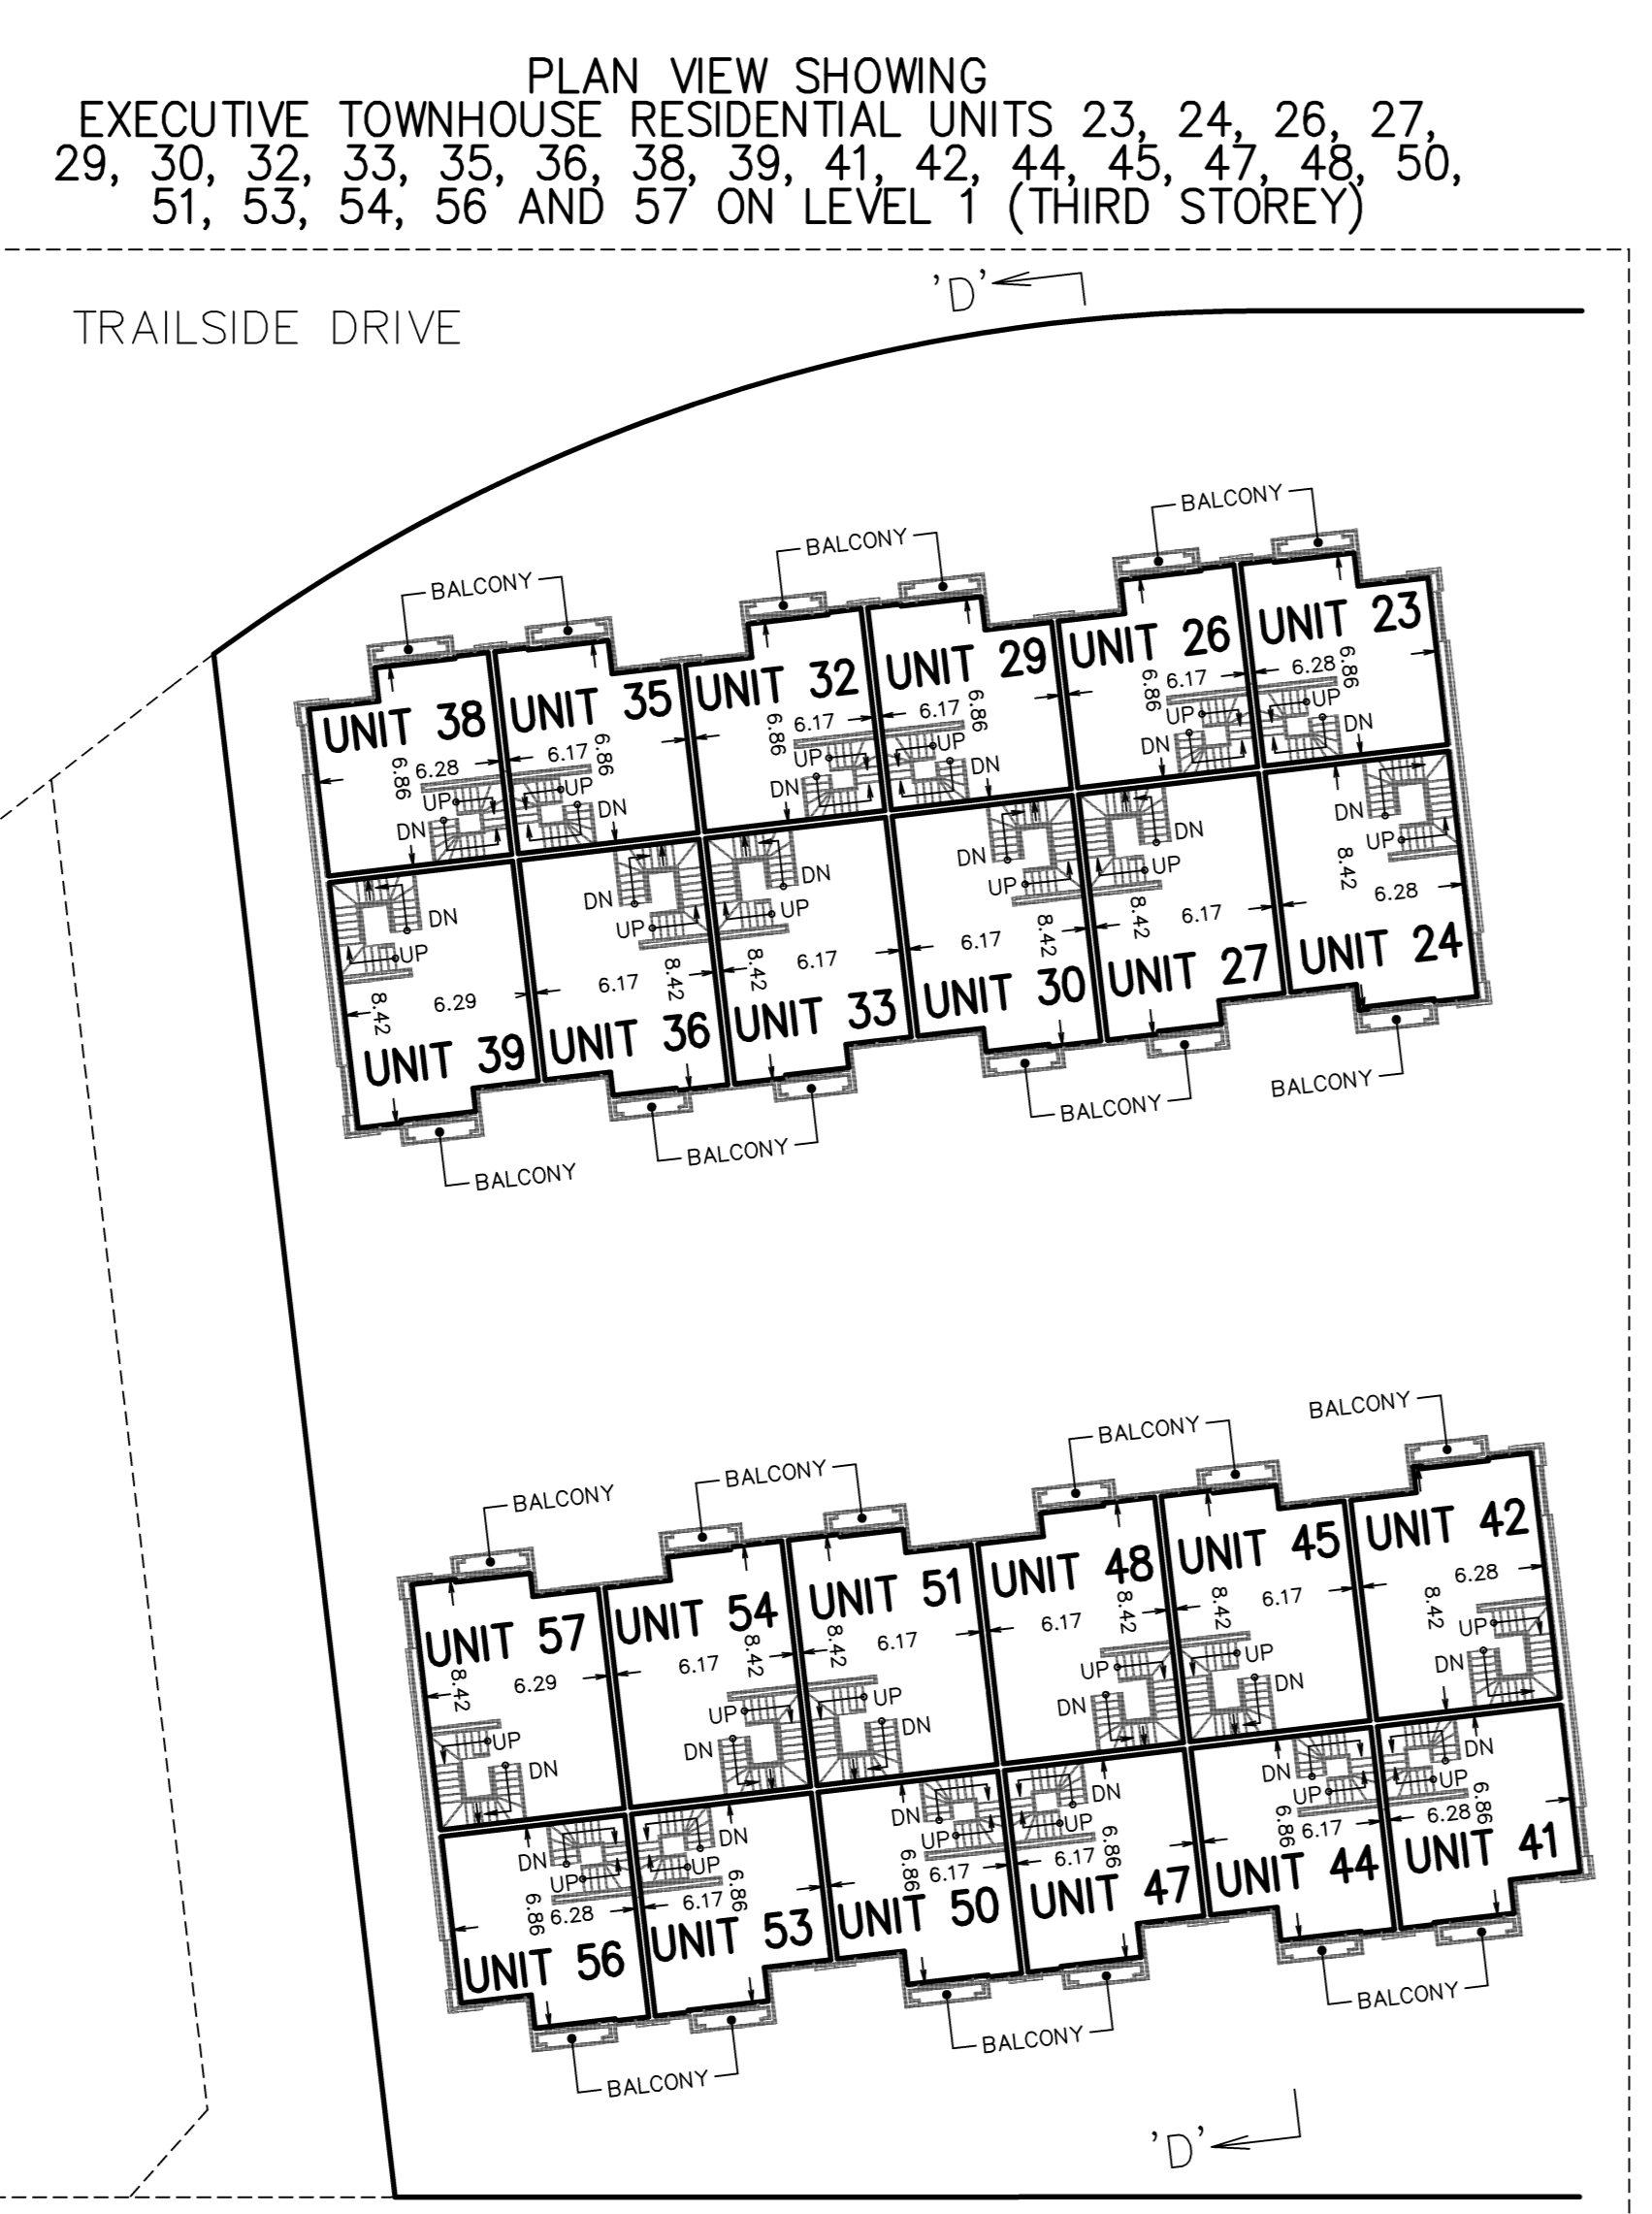 PLAN VIEW SHOWING
EXECUTIVE TOWNHOUSE RESIDENTIAL UNITS 23, 24, 26, 27,
29, 30, 32, 33, 35, 36, 38, 39, 41, 42, 44, 45, 47, 48, 50,
51, 53, 54, 56 AND 57 ON LEVEL 1 (THIRD STOREY)
'D'
TRAILSIDE DRIVE
BALCONY
BALCONY
BALCONY
UNIT 38
6.28
6.86
UP
DN
UNIT 35
6.17
6.86
UP
DN
UNIT 32
6.17
6.86
UP
DN
UNIT 29
6.17
6.86
UP
DN
UNIT 26
6.17
6.86
UP
DN
UNIT 23
6.28
6.86
UP
DN
DN
UP
8.42
6.29
UNIT 39
DN
UP
6.17
8.42
UNIT 36
DN
UP
8.42
6.17
UNIT 33
DN
UP
6.17
8.42
UNIT 30
DN
UP
8.42
6.17
UNIT 27
DN
UP
8.42
6.28
UNIT 24
BALCONY
BALCONY
BALCONY
BALCONY
BALCONY
BALCONY
BALCONY
BALCONY
UNIT 57
8.42
6.29
UP
DN
UNIT 54
6.17
8.42
UP
DN
UNIT 51
8.42
6.17
UP
DN
UNIT 48
6.17
8.42
UP
DN
UNIT 45
8.42
6.17
UP
DN
UNIT 42
6.28
8.42
UP
DN
DN
UP
6.86
6.28
UNIT 56
DN
UP
6.17
6.86
UNIT 53
DN
UP
6.86
6.17
UNIT 50
DN
UP
6.17
6.86
UNIT 47
DN
UP
6.86
6.17
UNIT 44
DN
UP
6.28
6.86
UNIT 41
BALCONY
BALCONY
BALCONY
'D'